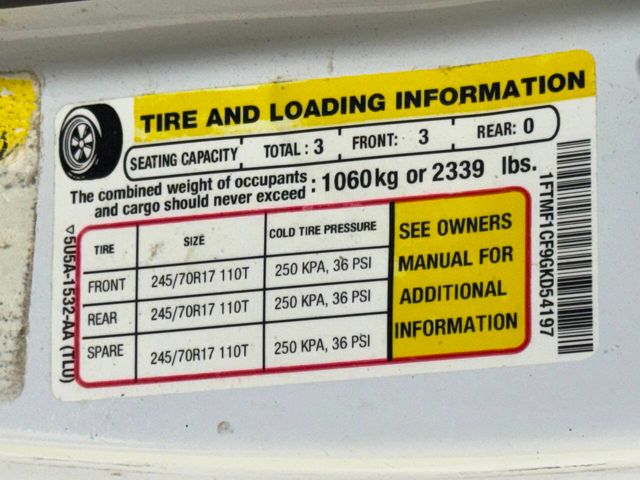 TIRE AND LOADING INFORMATION
SEATING CAPACITY TOTAL : 3 FRONT: 3 REAR: 0
The combined weight of occupants and cargo should never exceed : 1060kg or 2339 lbs.
TIRE SIZE COLD TIRE PRESSURE
FRONT 245/70R17 110T 250 KPA, 36 PSI
REAR 245/70R17 110T 250 KPA, 36 PSI
SPARE 245/70R17 110T 250 KPA, 36 PSI
SEE OWNERS
MANUAL FOR
ADDITIONAL
INFORMATION
5U5A-1532-AA (TLU)
1FTMF1CF9GKD54197